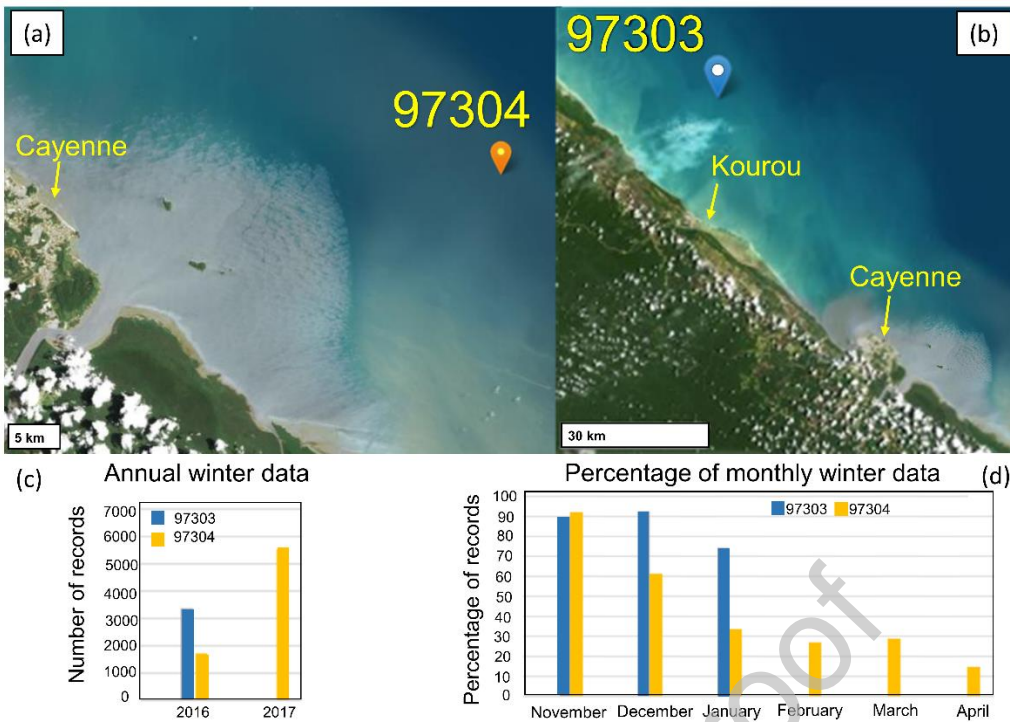 (a)
97304
Cayenne
5 km
97303
(b)
Kourou
Cayenne
30 km
(c)
Annual winter data
Number of records
7000
6000
5000
4000
3000
2000
1000
0
97303
97304
2016
2017
Percentage of monthly winter data
(d)
Percentage of records
100
90
80
70
60
50
40
30
20
10
0
97303
97304
November
December
January
February
March
April
oof